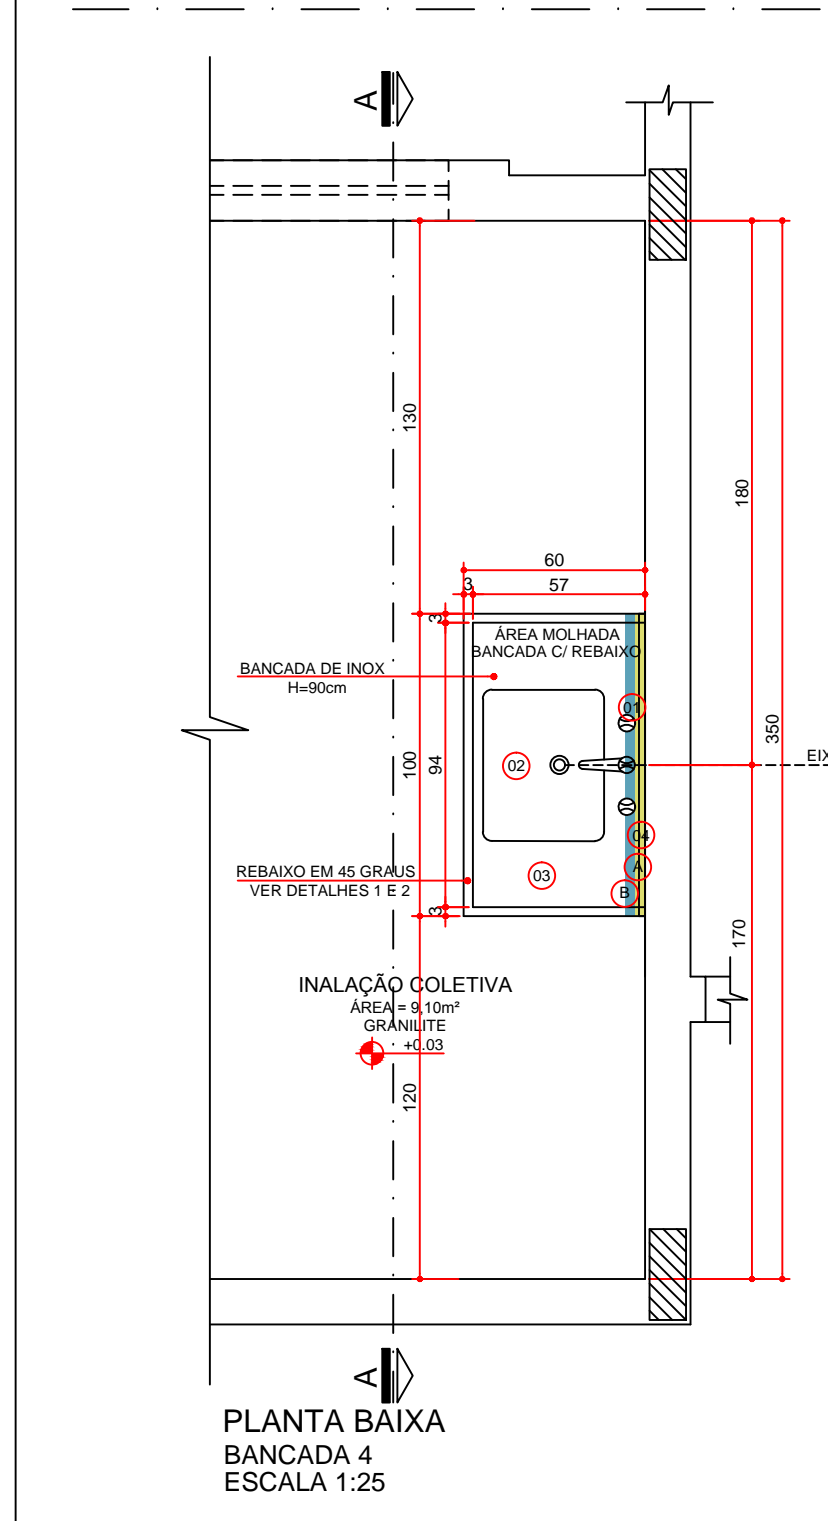 A
130
180
60
3
57
3
ÁREA MOLHADA
BANCADA C/ REBAIXO
BANCADA DE INOX
H=90cm
01
350
100
94
02
EIX
04
REBAIXO EM 45 GRAUS
VER DETALHES 1 E 2
03
A
B
3
170
INALAÇÃO COLETIVA
ÁREA = 9,10m²
GRANILITE
+0.03
120
A
PLANTA BAIXA
BANCADA 4
ESCALA 1:25